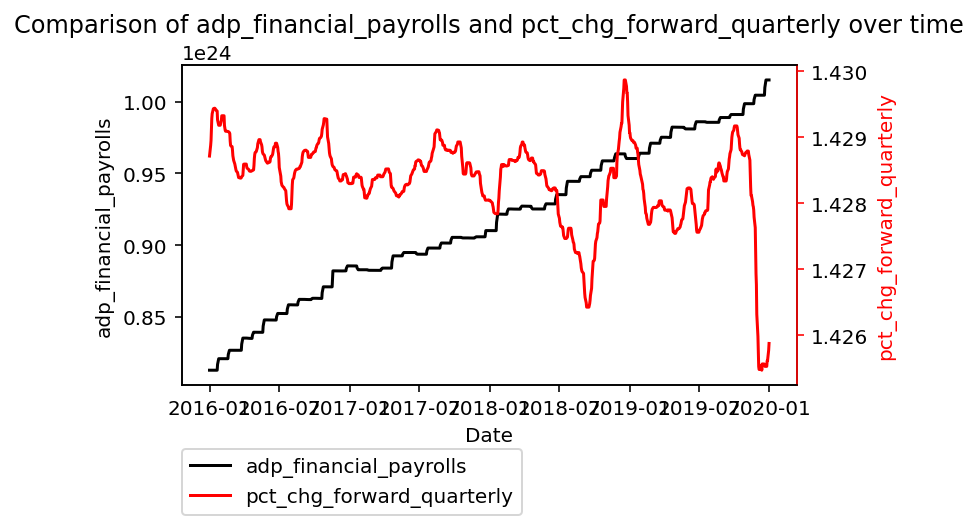 Comparison of adp_financial_payrolls and pct_chg_forward_quarterly over time
1e24
1.00
0.95
0.90
0.85
adp_financial_payrolls
1.430
1.429
1.428
1.427
1.426
pct_chg_forward_quarterly
2016-01 2016-07 2017-01 2017-07 2018-01 2018-07 2019-01 2019-07 2020-01
Date
adp_financial_payrolls
pct_chg_forward_quarterly